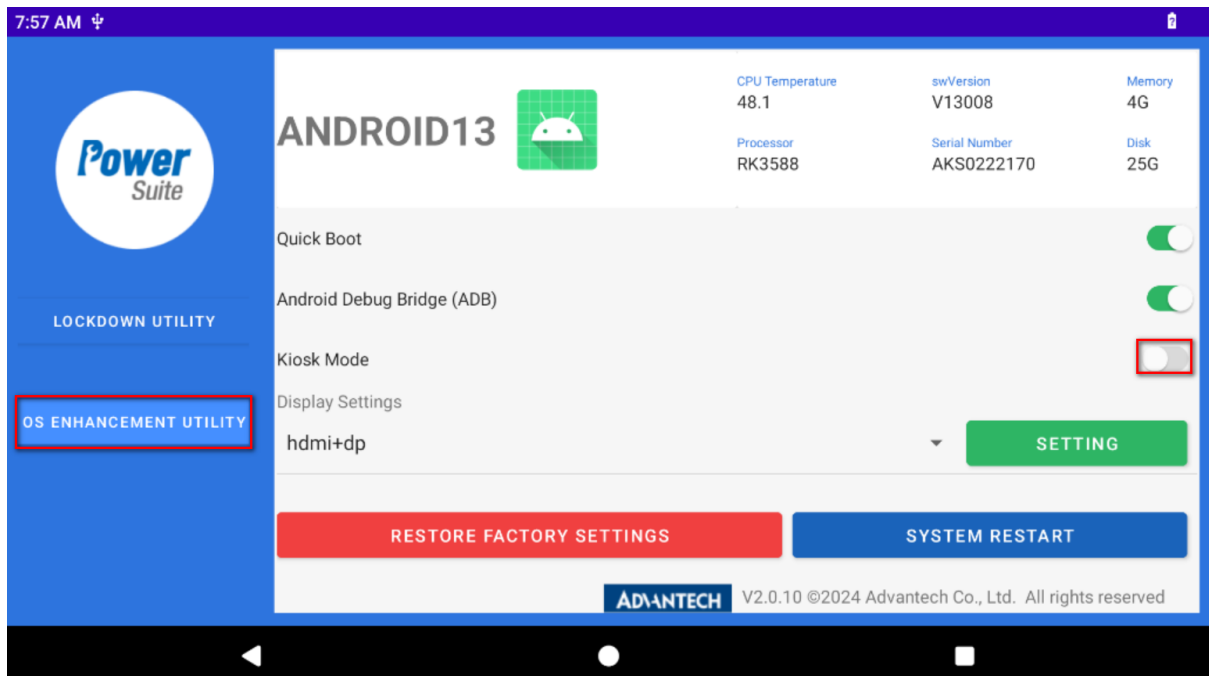 7:57 AM
Power
Suite
LOCKDOWN UTILITY
OS ENHANCEMENT UTILITY
ANDROID13
CPU Temperature
48.1
swVersion
V13008
Memory
4G
Processor
RK3588
Serial Number
AKS0222170
Disk
25G
Quick Boot
Android Debug Bridge (ADB)
Kiosk Mode
Display Settings
hdmi+dp
SETTING
RESTORE FACTORY SETTINGS
SYSTEM RESTART
ADVANTECH V2.0.10 ©2024 Advantech Co., Ltd. All rights reserved